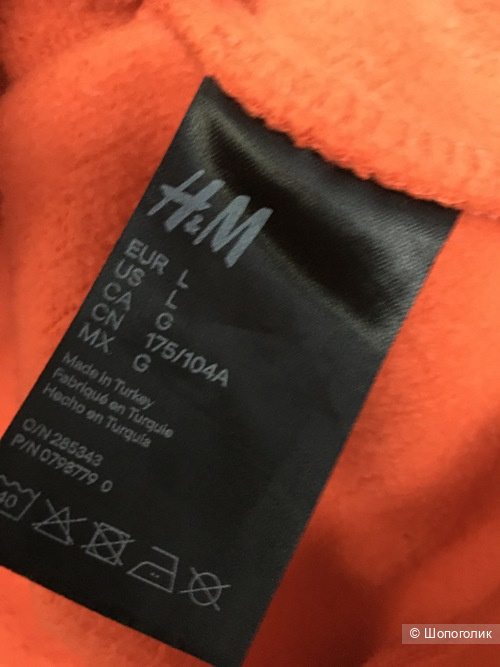 H&M
EUR L
US L
CA G
CN 175/104A
MX G
Made in Turkey
Fabriqué en Turquie
Hecho en Turquía
O/N 285343
P/N 0798779 0
40
© Шопоголик